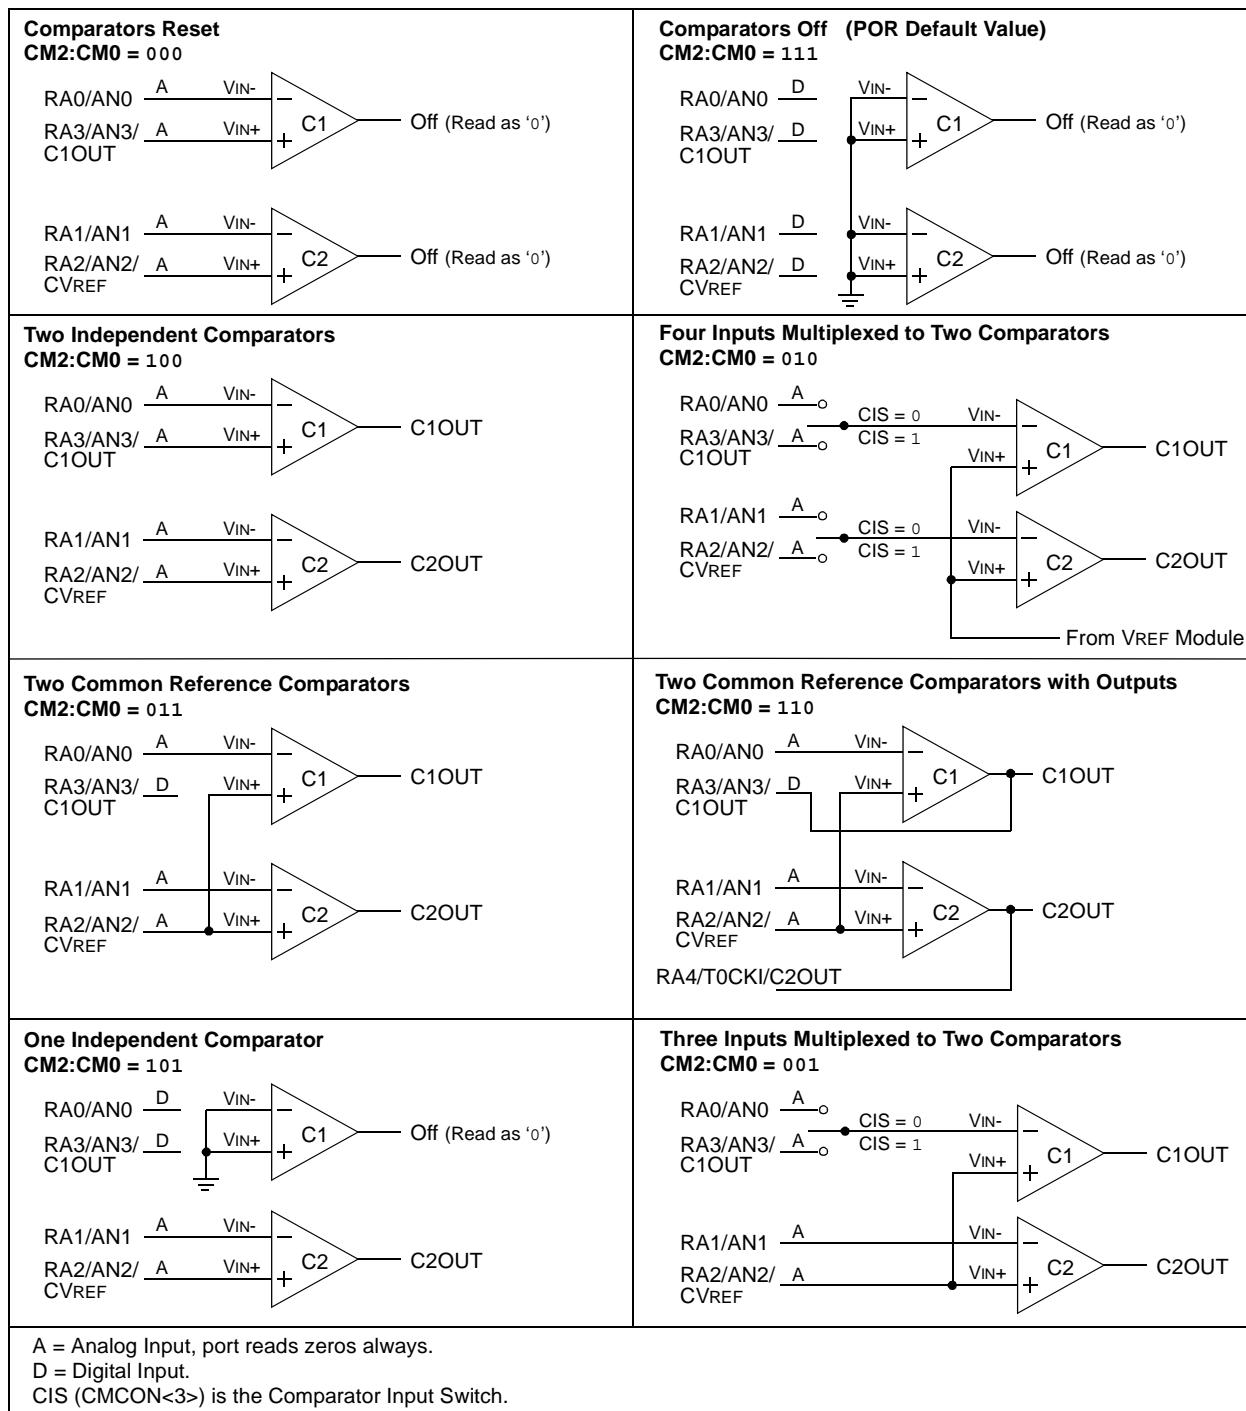 Comparators Reset
CM2:CM0 = 000
RA0/AN0 A VIN-
C1 Off (Read as ‘0’)
RA3/AN3/ A VIN+
C1OUT
RA1/AN1 A VIN-
C2 Off (Read as ‘0’)
RA2/AN2/ A VIN+
CVREF
Comparators Off (POR Default Value)
CM2:CM0 = 111
RA0/AN0 D VIN-
C1 Off (Read as ‘0’)
RA3/AN3/ D VIN+
C1OUT
RA1/AN1 D VIN-
C2 Off (Read as ‘0’)
RA2/AN2/ D VIN+
CVREF
Two Independent Comparators
CM2:CM0 = 100
RA0/AN0 A VIN-
C1 C1OUT
RA3/AN3/ A VIN+
C1OUT
RA1/AN1 A VIN-
C2 C2OUT
RA2/AN2/ A VIN+
CVREF
Four Inputs Multiplexed to Two Comparators
CM2:CM0 = 010
RA0/AN0 A
CIS = 0 VIN-
RA3/AN3/ A CIS = 1
C1OUT
VIN+ C1 C1OUT
RA1/AN1 A
CIS = 0 VIN-
RA2/AN2/ A CIS = 1
CVREF
VIN+ C2 C2OUT
From VREF Module
Two Common Reference Comparators
CM2:CM0 = 011
RA0/AN0 A VIN-
C1 C1OUT
RA3/AN3/ D VIN+
C1OUT
RA1/AN1 A VIN-
C2 C2OUT
RA2/AN2/ A VIN+
CVREF
Two Common Reference Comparators with Outputs
CM2:CM0 = 110
RA0/AN0 A VIN-
C1 C1OUT
RA3/AN3/ D VIN+
C1OUT
RA1/AN1 A VIN-
C2 C2OUT
RA2/AN2/ A VIN+
CVREF
RA4/T0CKI/C2OUT
One Independent Comparator
CM2:CM0 = 101
RA0/AN0 D VIN-
C1 Off (Read as ‘0’)
RA3/AN3/ D VIN+
C1OUT
RA1/AN1 A VIN-
C2 C2OUT
RA2/AN2/ A VIN+
CVREF
Three Inputs Multiplexed to Two Comparators
CM2:CM0 = 001
RA0/AN0 A
CIS = 0 VIN-
RA3/AN3/ A CIS = 1
C1OUT
VIN+ C1 C1OUT
RA1/AN1 A VIN-
C2 C2OUT
RA2/AN2/ A VIN+
CVREF
A = Analog Input, port reads zeros always.
D = Digital Input.
CIS (CMCON<3>) is the Comparator Input Switch.